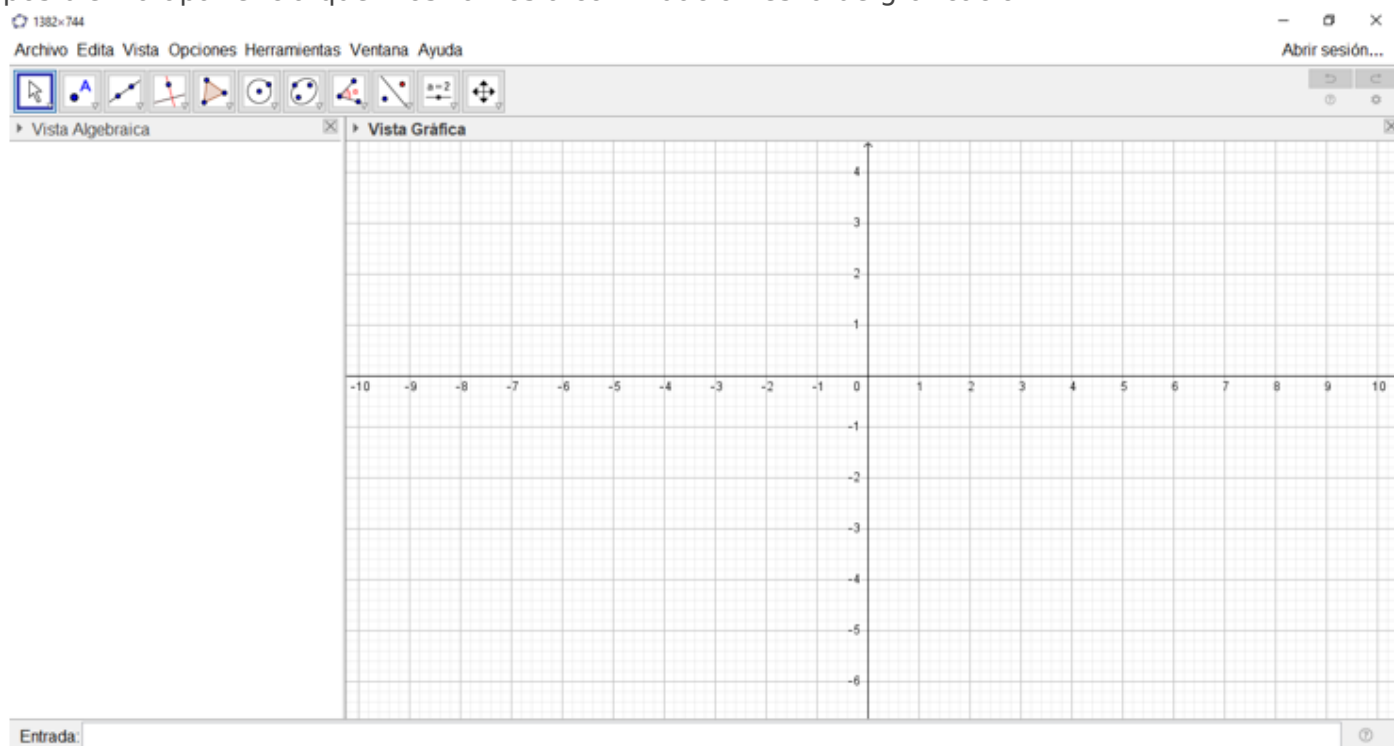 1382×744
Archivo Edita Vista Opciones Herramientas Ventana Ayuda
Abrir sesión...
A
a=2
Vista Algebraica
Vista Gráfica
4
3
2
1
-10 -9 -8 -7 -6 -5 -4 -3 -2 -1 0 1 2 3 4 5 6 7 8 9 10
-1
-2
-3
-4
-5
-6
Entrada: